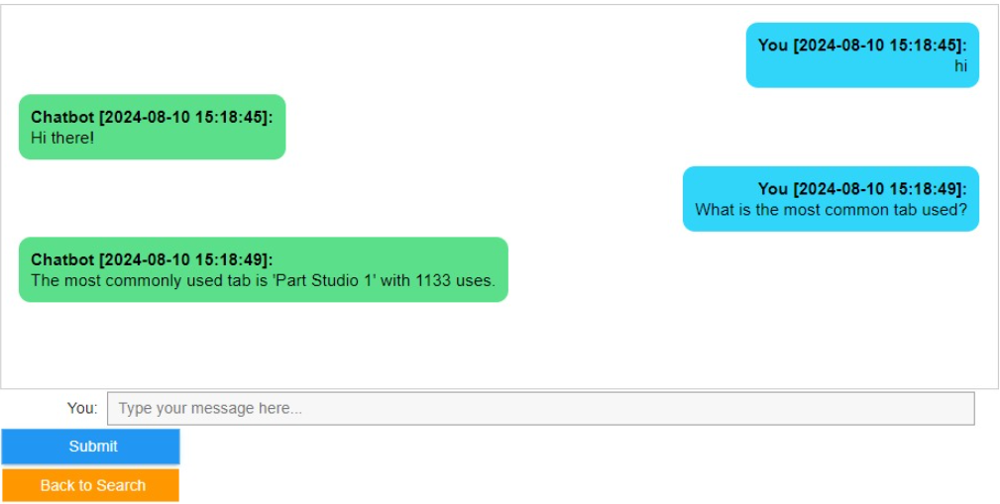 You [2024-08-10 15:18:45]:
hi
Chatbot [2024-08-10 15:18:45]:
Hi there!
You [2024-08-10 15:18:49]:
What is the most common tab used?
Chatbot [2024-08-10 15:18:49]:
The most commonly used tab is 'Part Studio 1' with 1133 uses.
You: Type your message here...
Submit
Back to Search